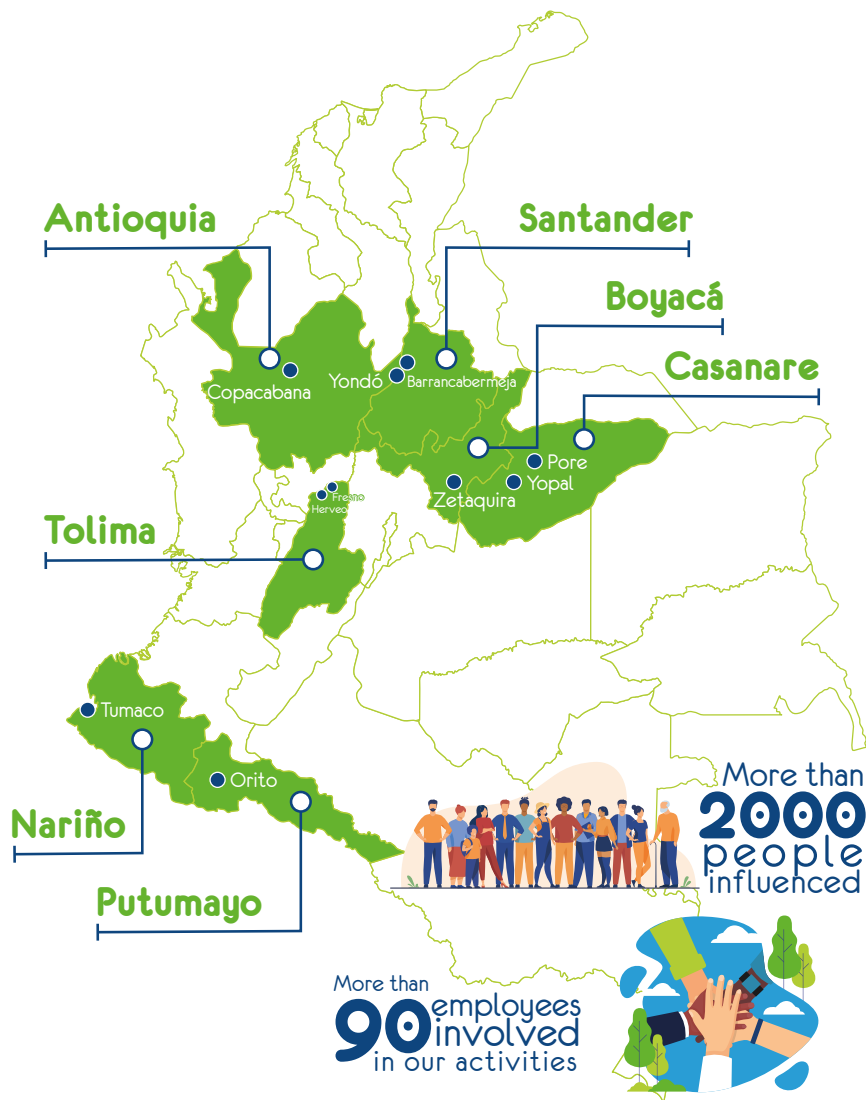 Antioquia
Santander
Boyacá
Casanare
Copacabana
Yondó
Barrancabermeja
Pore
Yopal
Zetaquira
Fresno
Herveo
Tolima
Tumaco
Orito
Nariño
Putumayo
More than
2000
people
influenced
More than
90 employees
involved
in our activities